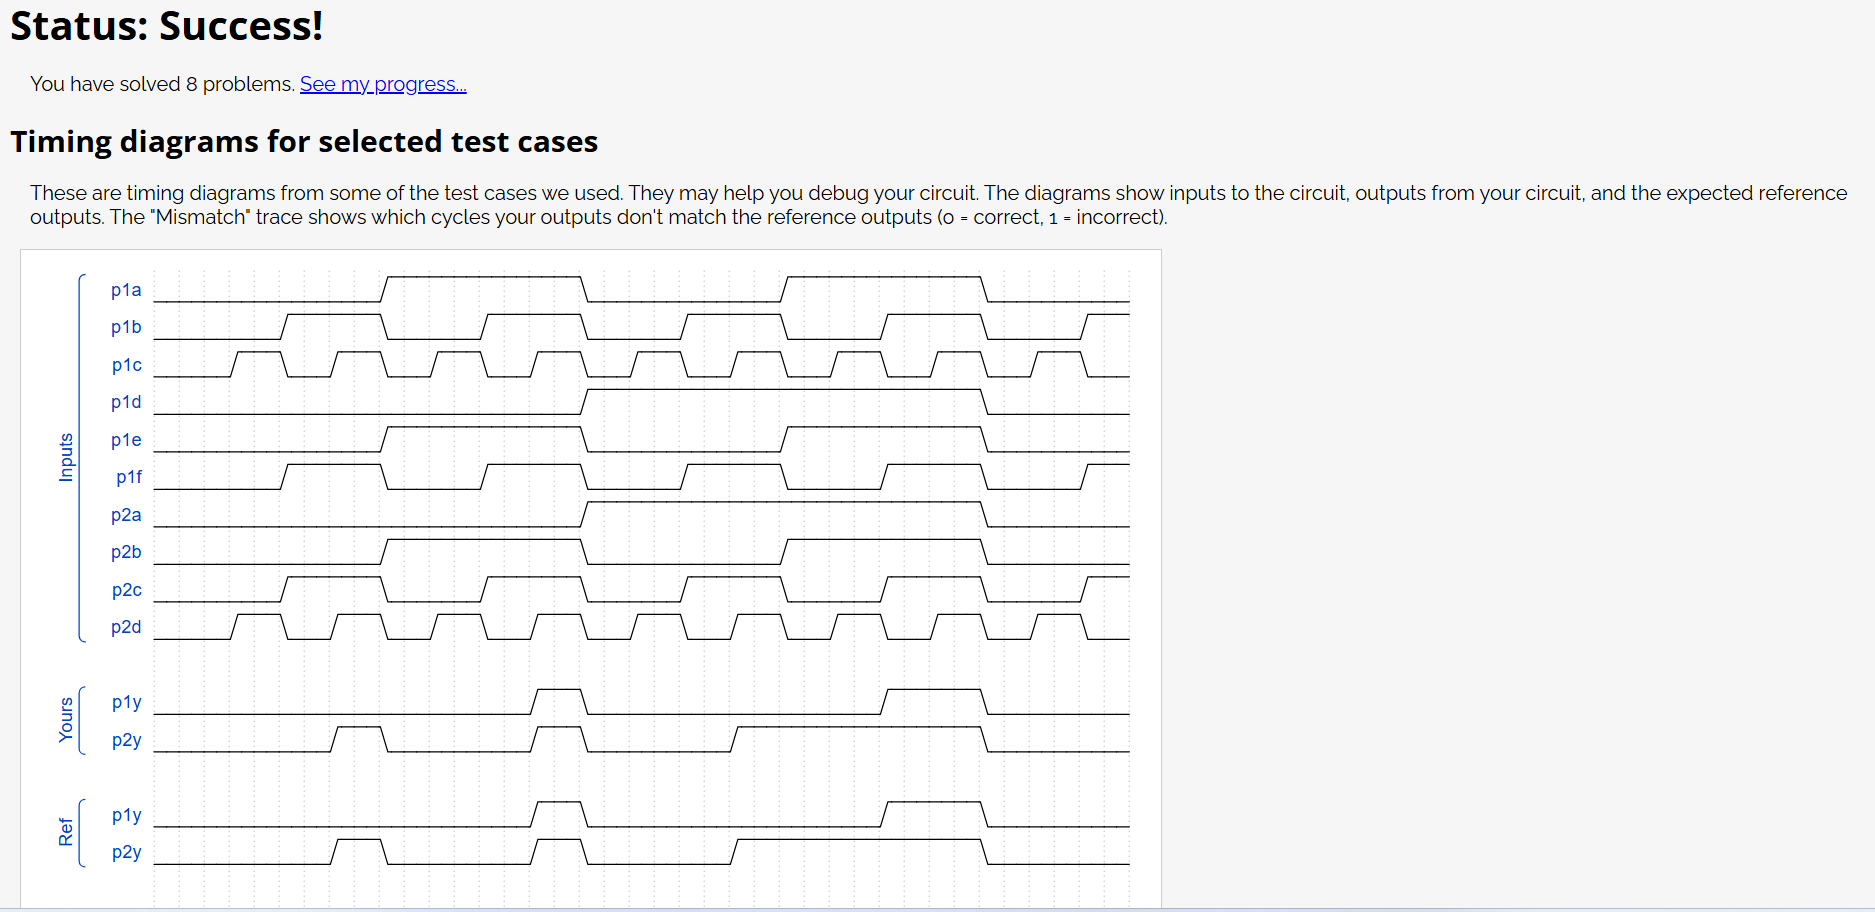 Status: Success!
You have solved 8 problems. See my progress...
Timing diagrams for selected test cases
These are timing diagrams from some of the test cases we used. They may help you debug your circuit. The diagrams show inputs to the circuit, outputs from your circuit, and the expected reference
outputs. The "Mismatch" trace shows which cycles your outputs don't match the reference outputs (0 = correct, 1 = incorrect).
Inputs
p1a
p1b
p1c
p1d
p1e
p1f
p2a
p2b
p2c
p2d
Yours
p1y
p2y
Ref
p1y
p2y